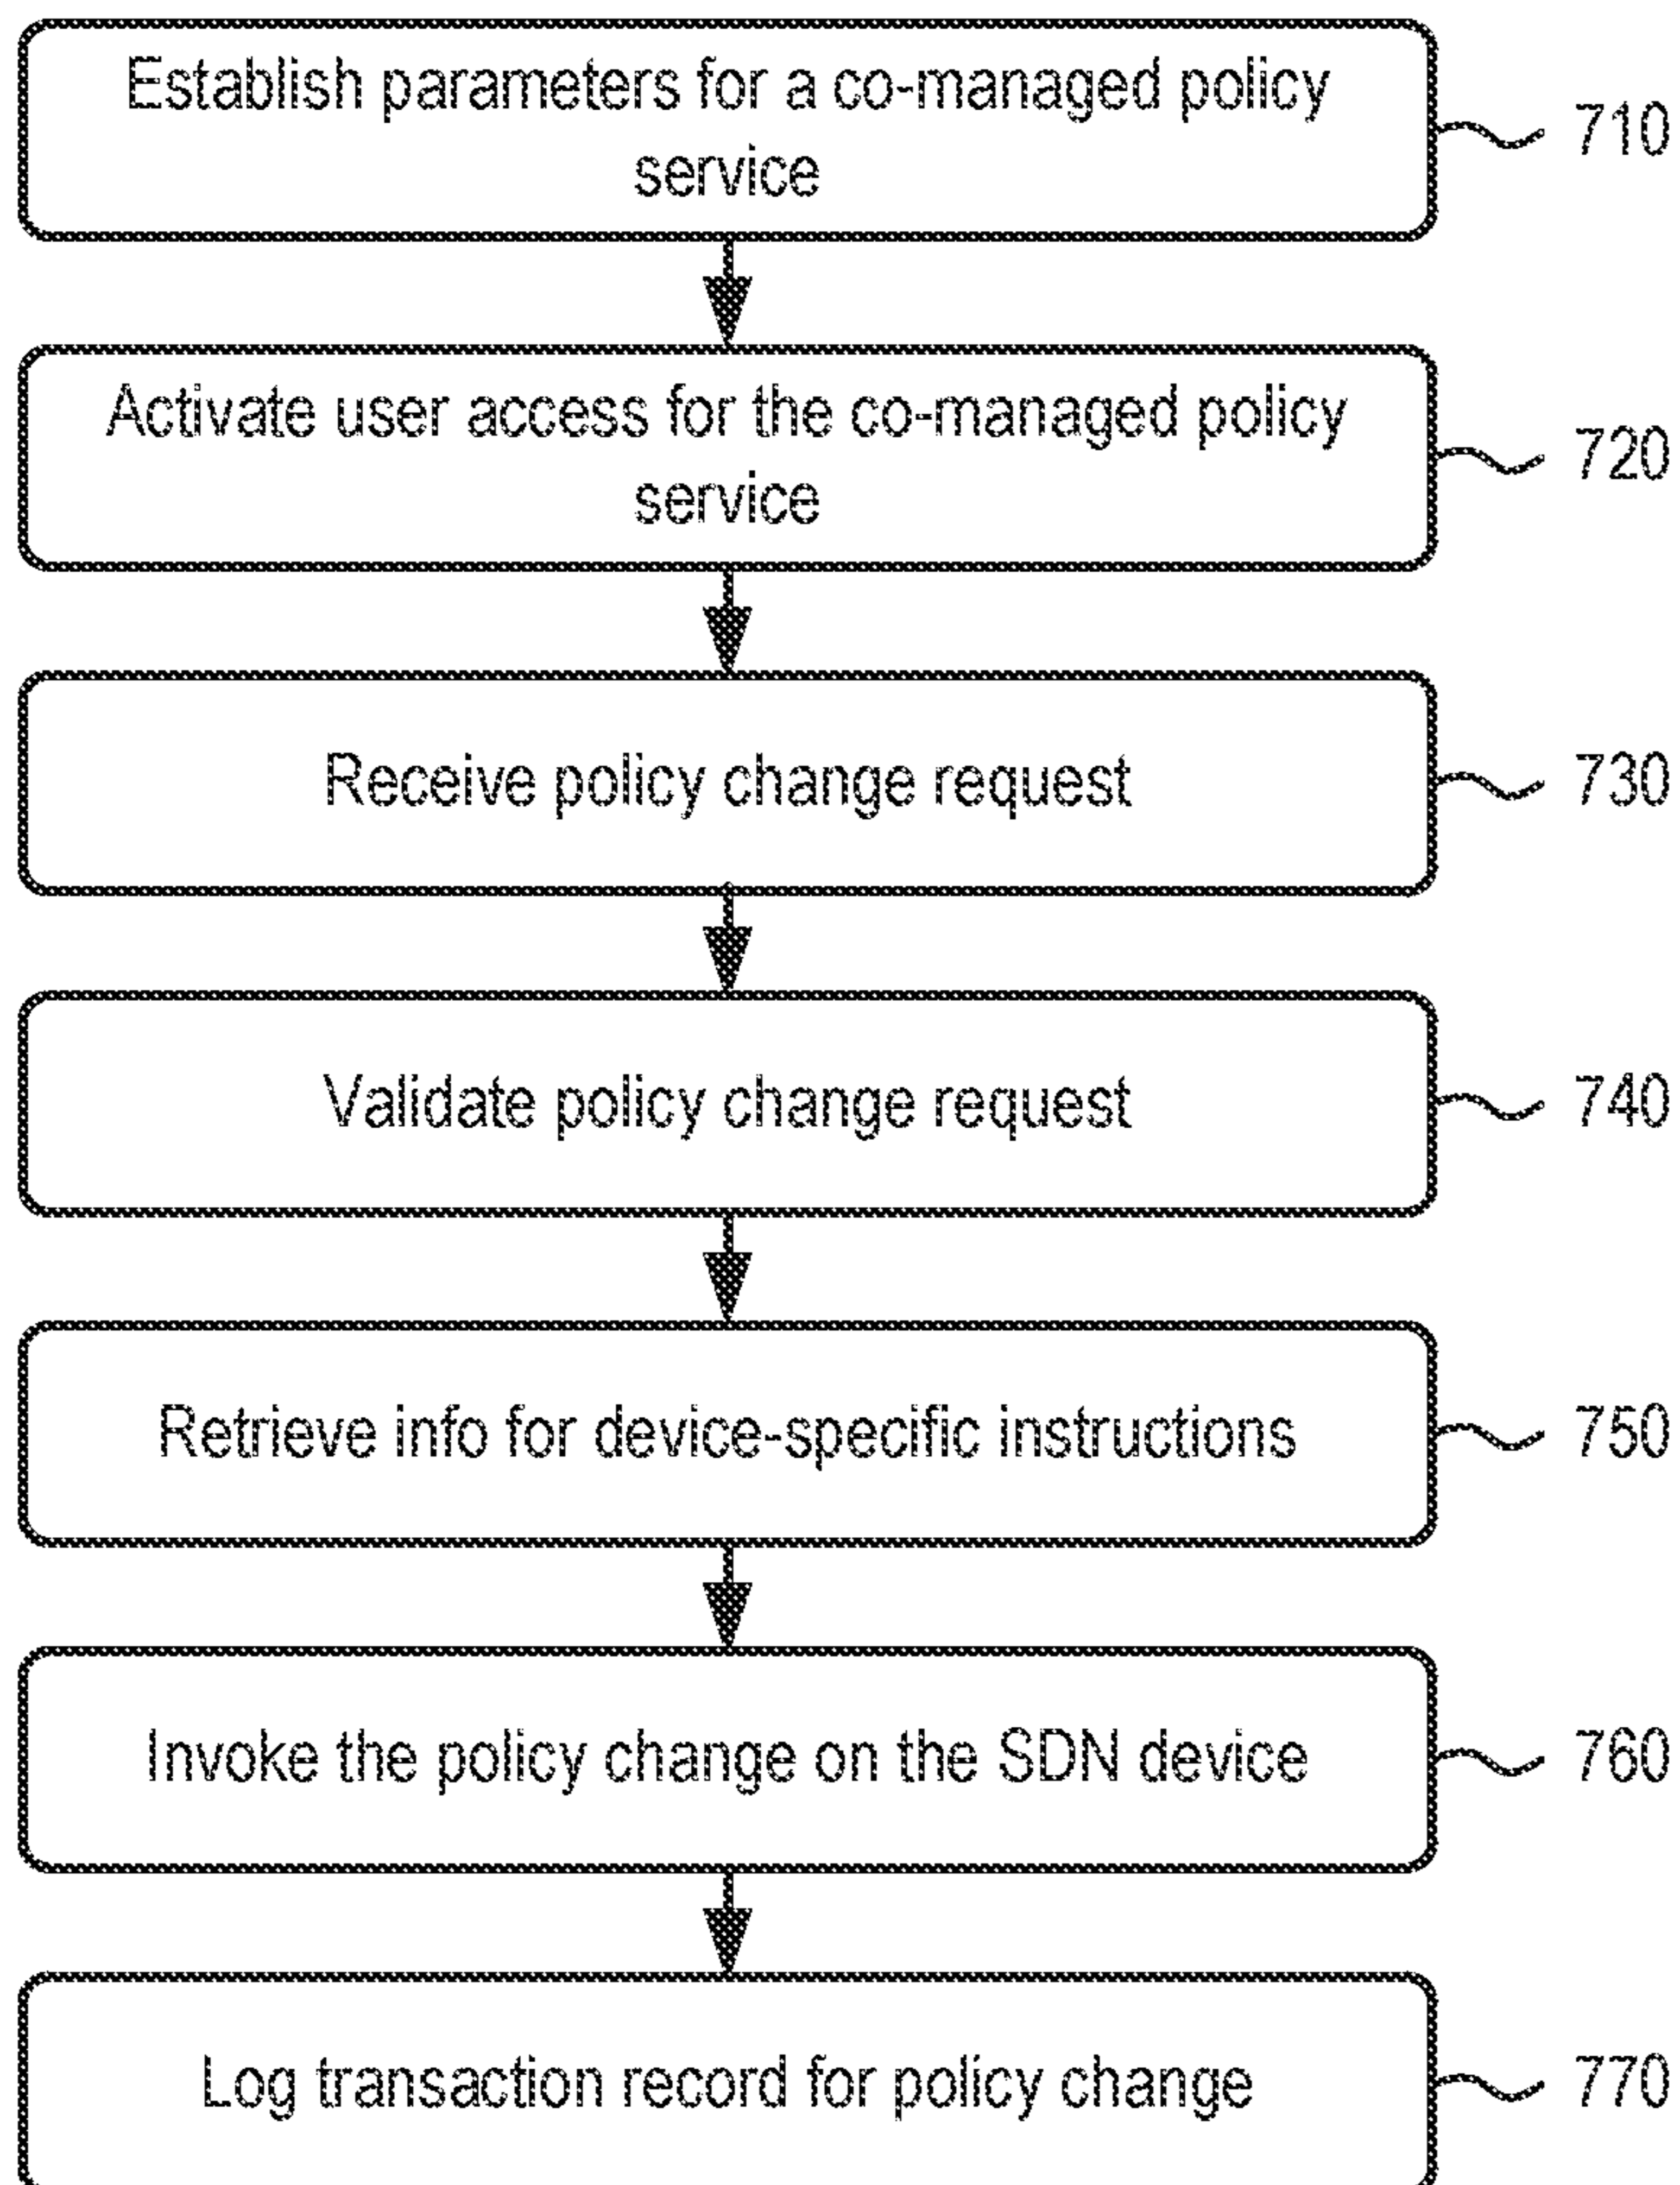 Establish parameters for a co-managed policy
service
710
Activate user access for the co-managed policy
service
720
Receive policy change request
730
Validate policy change request
740
Retrieve info for device-specific instructions
750
Invoke the policy change on the SDN device
760
Log transaction record for policy change
770